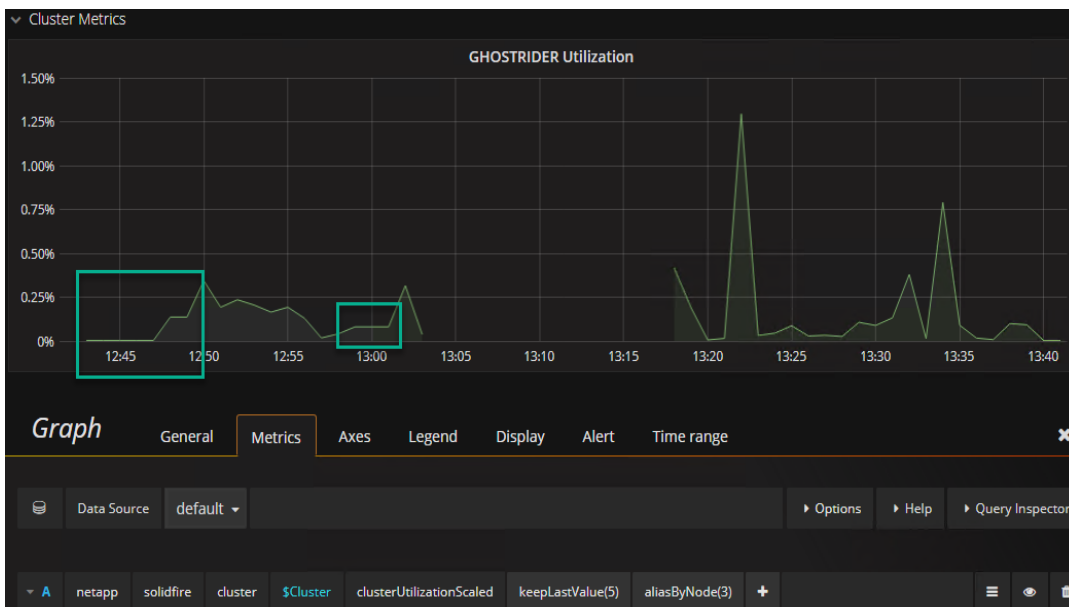 Cluster Metrics
GHOSTRIDER Utilization
1.50%
1.25%
1.00%
0.75%
0.50%
0.25%
0%
12:45 12:50 12:55 13:00 13:05 13:10 13:15 13:20 13:25 13:30 13:35 13:40
Graph General Metrics Axes Legend Display Alert Time range
Data Source default Options Help Query Inspector
A netapp solidfire cluster $Cluster clusterUtilizationScaled keepLastValue(5) aliasByNode(3)